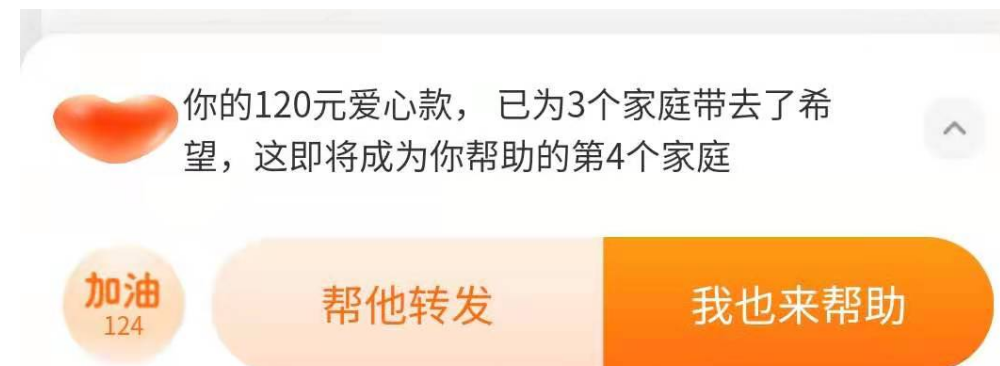 你的120元爱心款， 已为3个家庭带去了希
望，这即将成为你帮助的第4个家庭
加油
124
帮他转发
我也来帮助